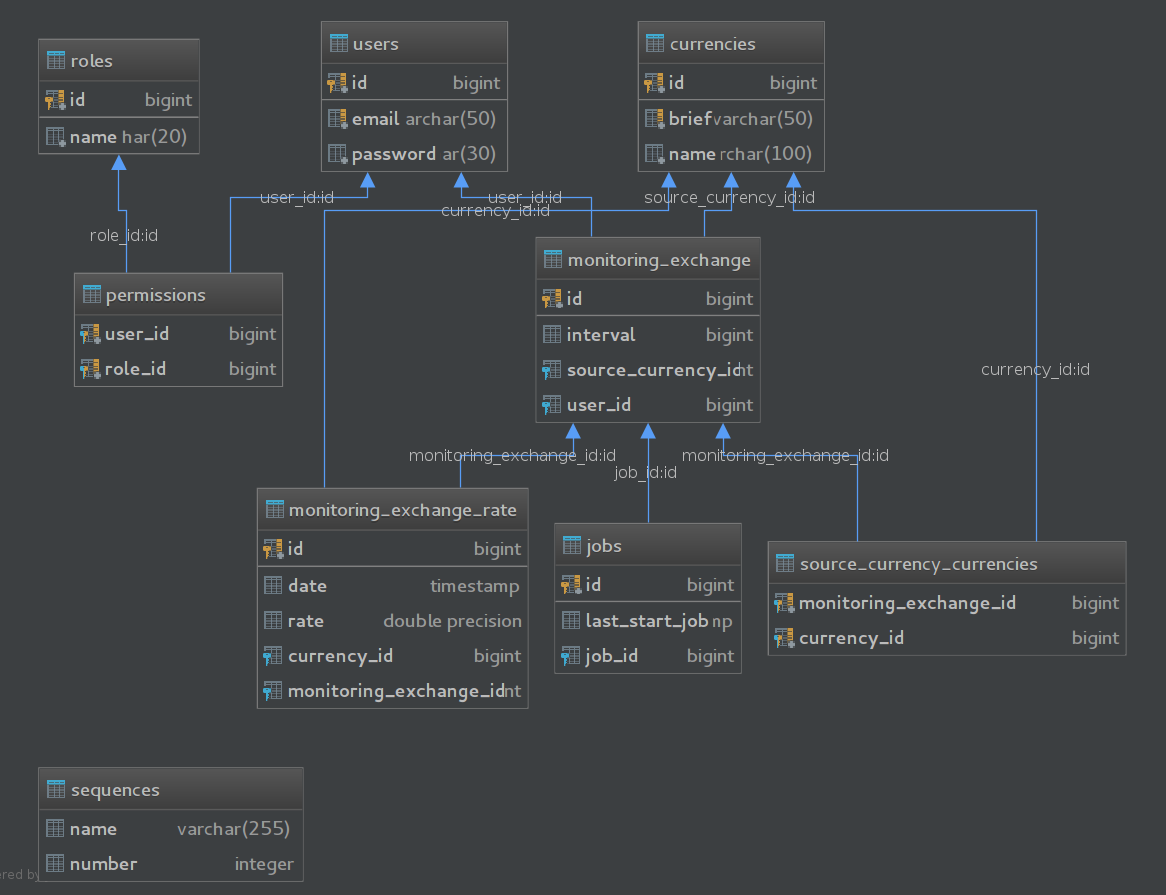 roles
id bigint
name har(20)
users
id bigint
email archar(50)
password ar(30)
currencies
id bigint
brief varchar(50)
name rchar(100)
user_id:id
user_id:id
source_currency_id:id
currency_id:id
role_id:id
permissions
user_id bigint
role_id bigint
monitoring_exchange
id bigint
interval bigint
source_currency_id nt
user_id bigint
currency_id:id
monitoring_exchange_id:id
monitoring_exchange_id:id
job_id:id
monitoring_exchange_rate
id bigint
date timestamp
rate double precision
currency_id bigint
monitoring_exchange_id nt
jobs
id bigint
last_start_job np
job_id bigint
source_currency_currencies
monitoring_exchange_id bigint
currency_id bigint
sequences
name varchar(255)
number integer
ered by